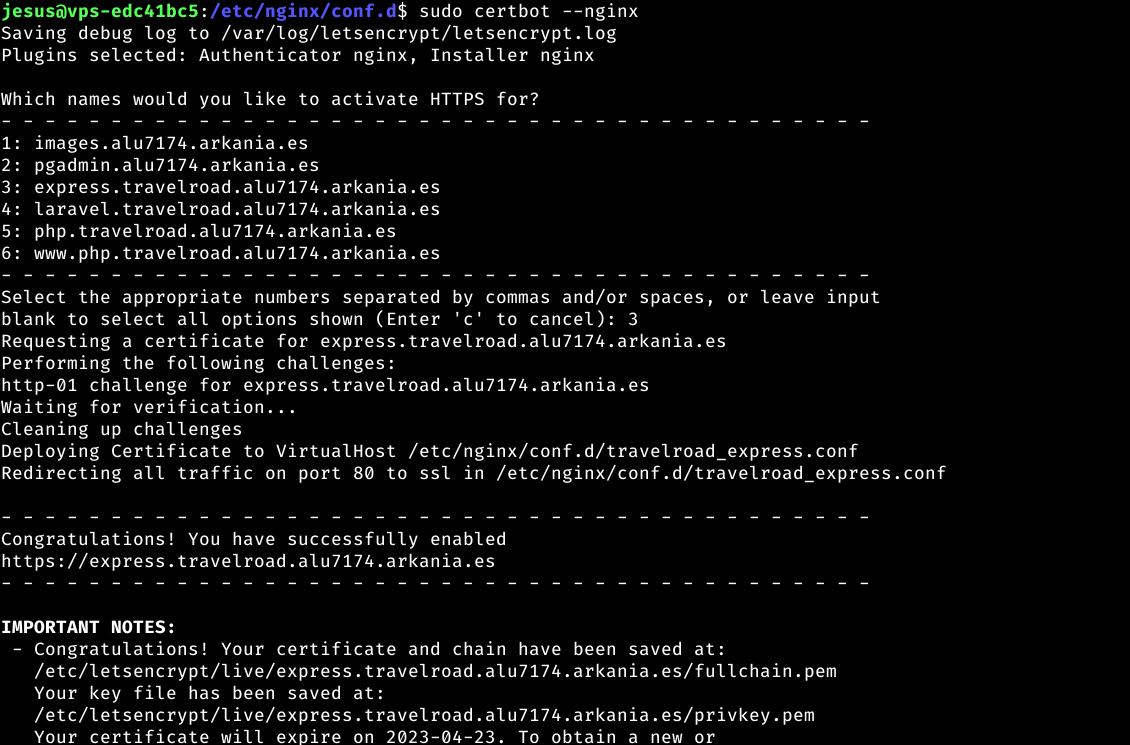 jesus@vps-edc41bc5:/etc/nginx/conf.d$ sudo certbot --nginx
Saving debug log to /var/log/letsencrypt/letsencrypt.log
Plugins selected: Authenticator nginx, Installer nginx
Which names would you like to activate HTTPS for?
- - - - - - - - - - - - - - - - - - - - - - - - - - - - - - - - - - - - - - - -
1: images.alu7174.arkania.es
2: pgadmin.alu7174.arkania.es
3: express.travelroad.alu7174.arkania.es
4: laravel.travelroad.alu7174.arkania.es
5: php.travelroad.alu7174.arkania.es
6: www.php.travelroad.alu7174.arkania.es
- - - - - - - - - - - - - - - - - - - - - - - - - - - - - - - - - - - - - - - -
Select the appropriate numbers separated by commas and/or spaces, or leave input
blank to select all options shown (Enter 'c' to cancel): 3
Requesting a certificate for express.travelroad.alu7174.arkania.es
Performing the following challenges:
http-01 challenge for express.travelroad.alu7174.arkania.es
Waiting for verification...
Cleaning up challenges
Deploying Certificate to VirtualHost /etc/nginx/conf.d/travelroad_express.conf
Redirecting all traffic on port 80 to ssl in /etc/nginx/conf.d/travelroad_express.conf
- - - - - - - - - - - - - - - - - - - - - - - - - - - - - - - - - - - - - - - -
Congratulations! You have successfully enabled
https://express.travelroad.alu7174.arkania.es
- - - - - - - - - - - - - - - - - - - - - - - - - - - - - - - - - - - - - - - -
IMPORTANT NOTES:
- Congratulations! Your certificate and chain have been saved at:
/etc/letsencrypt/live/express.travelroad.alu7174.arkania.es/fullchain.pem
Your key file has been saved at:
/etc/letsencrypt/live/express.travelroad.alu7174.arkania.es/privkey.pem
Your certificate will expire on 2023-04-23. To obtain a new or